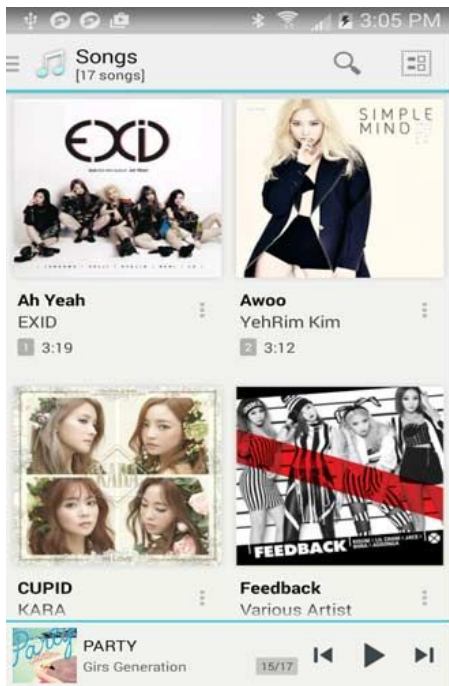 3:05 PM
Songs
[17 songs]
EXID
SIMPLE
MIND
Ah Yeah
EXID
1 3:19
Awoo
YehRim Kim
2 3:12
KARA
FEEDBACK
CUPID
KARA
Feedback
Various Artist
Party
PARTY
Girs Generation
15/17